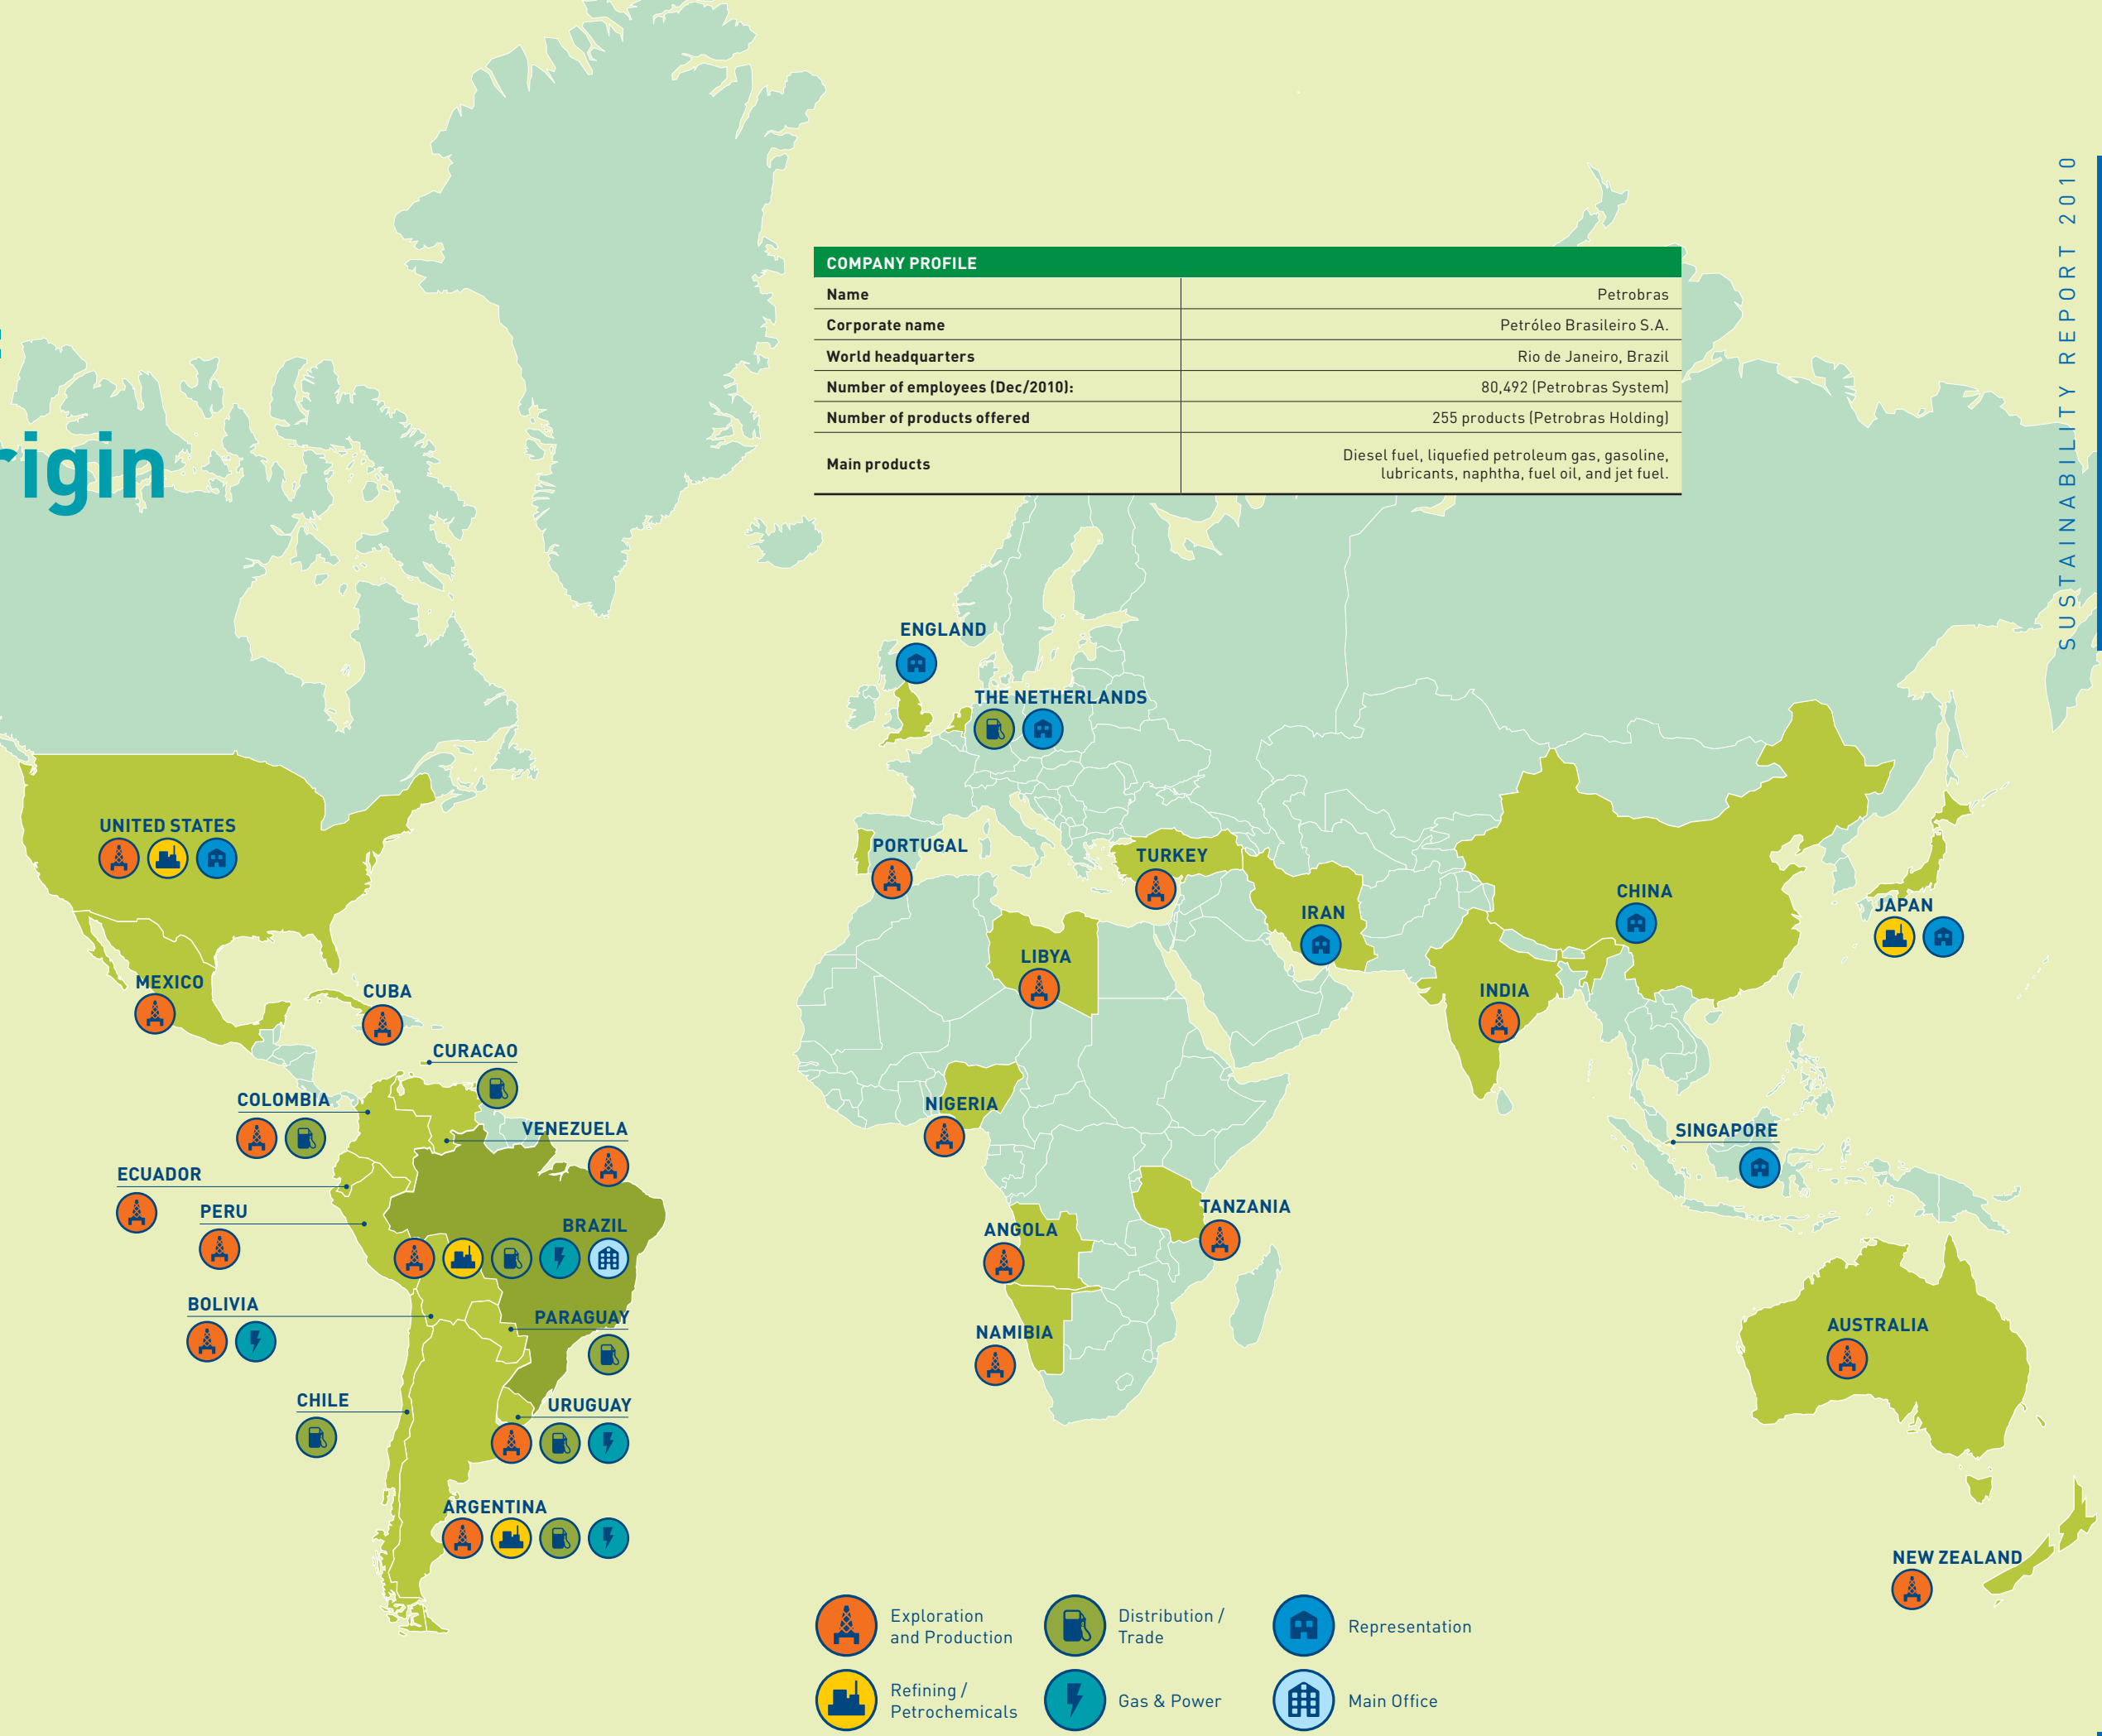 SUSTAINABILITY REPORT 2010
rigin
COMPANY PROFILE
Name Petrobras
Corporate name Petróleo Brasileiro S.A.
World headquarters Rio de Janeiro, Brazil
Number of employees (Dec/2010): 80,492 (Petrobras System)
Number of products offered 255 products (Petrobras Holding)
Main products Diesel fuel, liquefied petroleum gas, gasoline,
lubricants, naphtha, fuel oil, and jet fuel.
ENGLAND
THE NETHERLANDS
UNITED STATES
PORTUGAL
TURKEY
CHINA
JAPAN
IRAN
LIBYA
MEXICO
CUBA
INDIA
CURACAO
COLOMBIA
NIGERIA
VENEZUELA
SINGAPORE
ECUADOR
PERU
TANZANIA
BRAZIL
ANGOLA
BOLIVIA
PARAGUAY
NAMIBIA
AUSTRALIA
CHILE
URUGUAY
ARGENTINA
NEW ZEALAND
Exploration
and Production
Distribution /
Trade
Representation
Refining /
Petrochemicals
Gas & Power
Main Office